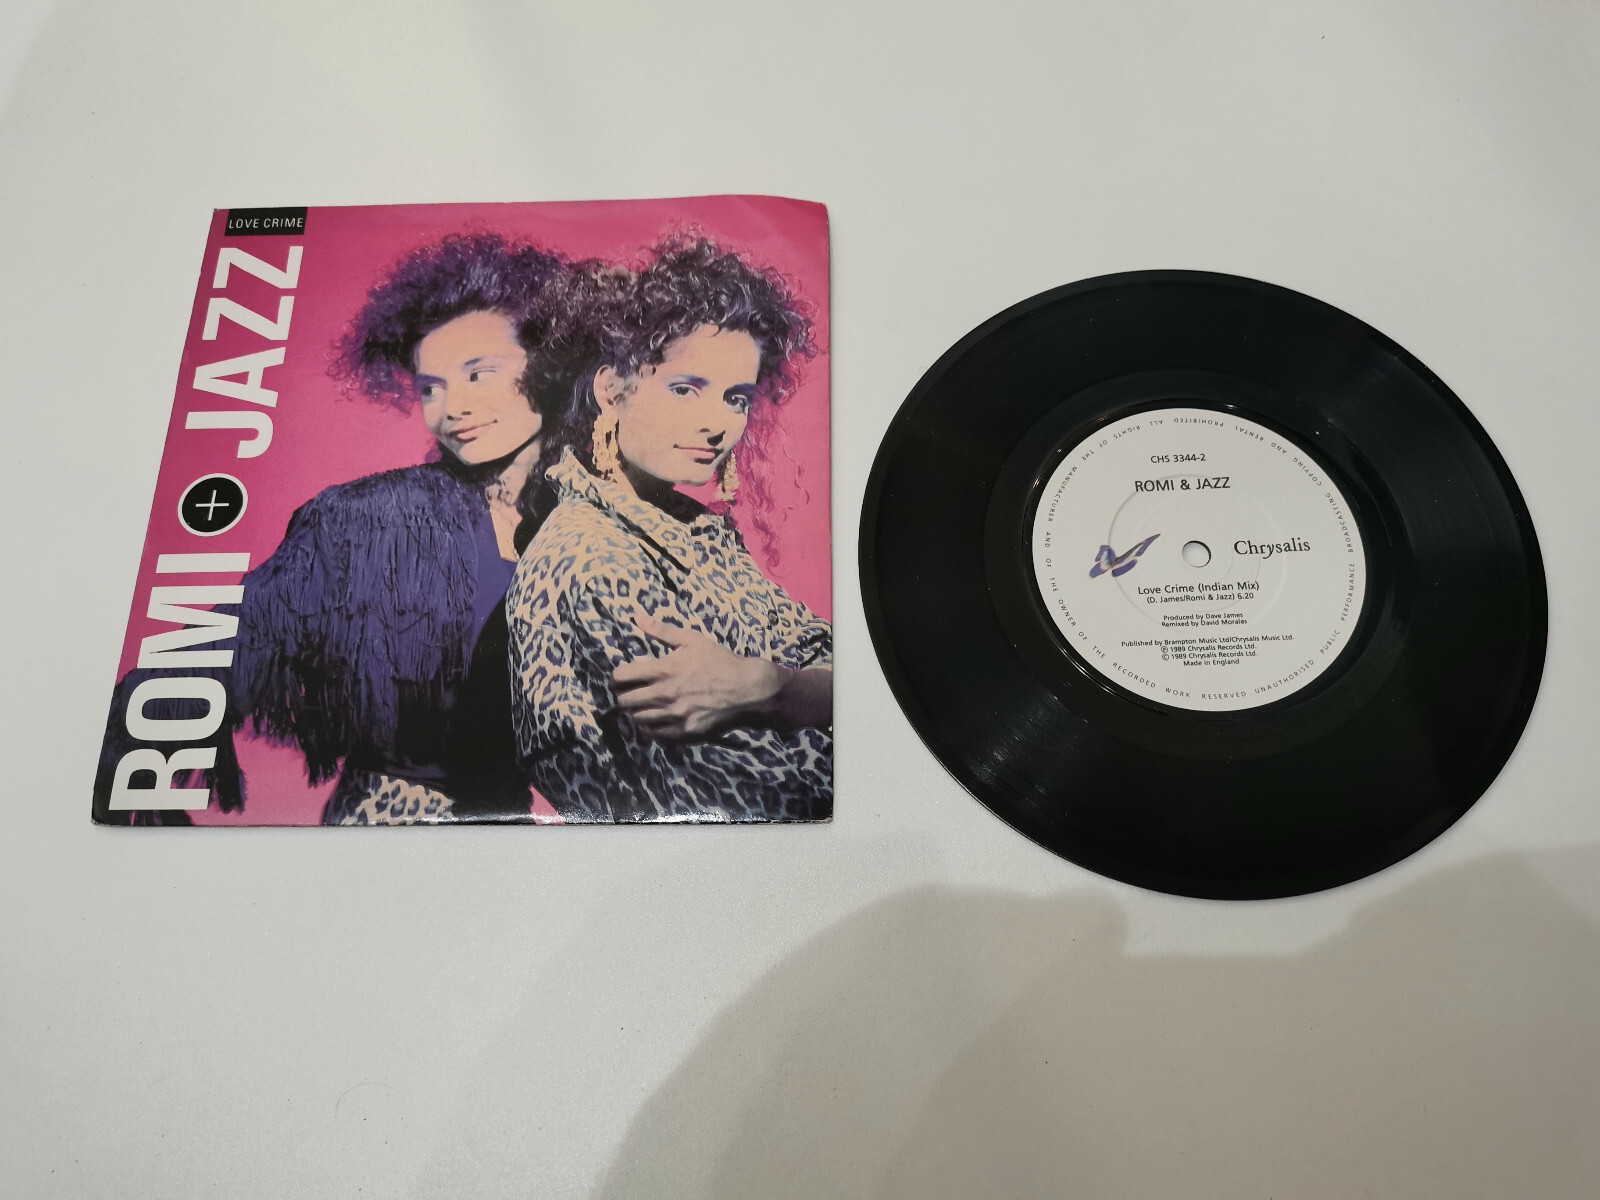 LOVE CRIME
ROMI + JAZZ
CHS 3344-2
ROMI & JAZZ
Chrysalis
Love Crime (Indian Mix)
(D. James/Romi & Jazz) 6.20
Produced by Dave James
Remixed by David Morales
Published by Brampton Music Ltd/Chrysalis Music Ltd.
℗ 1989 Chrysalis Records Ltd.
© 1989 Chrysalis Records Ltd.
Made in England
ALL RIGHTS OF THE MANUFACTURER AND OF THE OWNER OF THE RECORDED WORK RESERVED UNAUTHORISED PUBLIC PERFORMANCE BROADCASTING COPYING AND RENTAL PROHIBITED